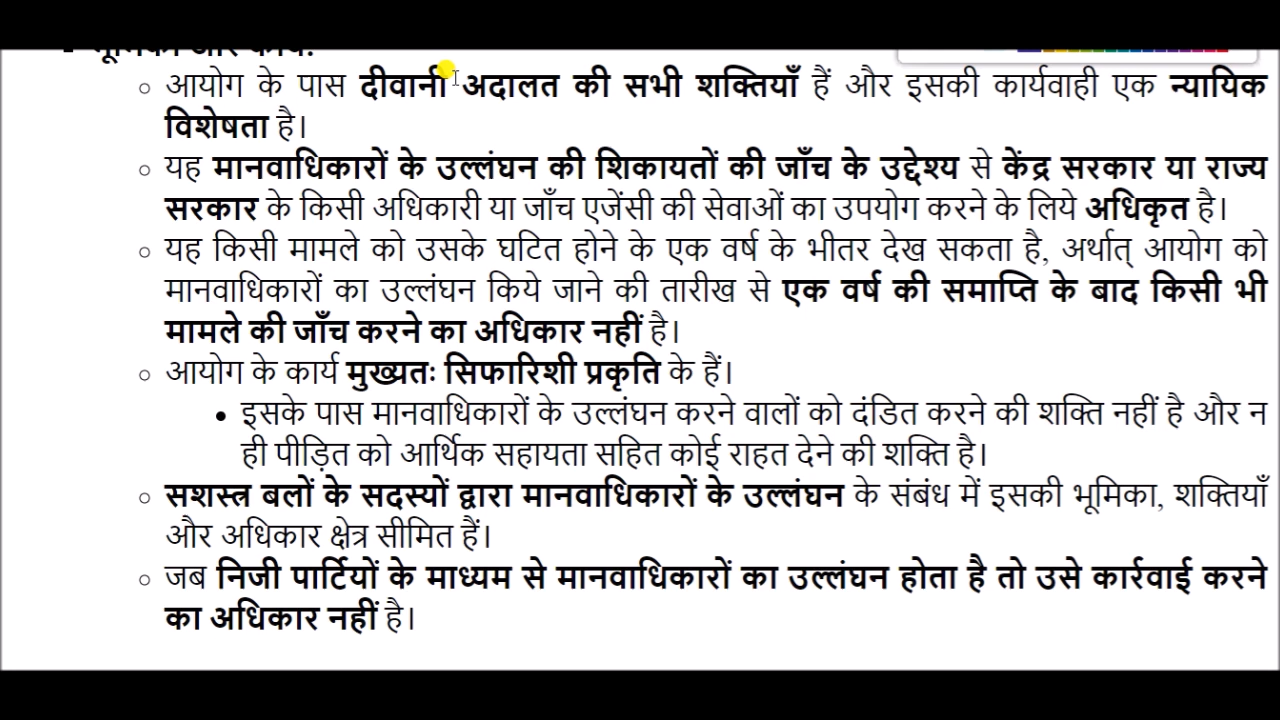 भूमिका और कार्य:
आयोग के पास दीवानी अदालत की सभी शक्तियाँ हैं और इसकी कार्यवाही एक न्यायिक
विशेषता है।
यह मानवाधिकारों के उल्लंघन की शिकायतों की जाँच के उद्देश्य से केंद्र सरकार या राज्य
सरकार के किसी अधिकारी या जाँच एजेंसी की सेवाओं का उपयोग करने के लिये अधिकृत है।
यह किसी मामले को उसके घटित होने के एक वर्ष के भीतर देख सकता है, अर्थात् आयोग को
मानवाधिकारों का उल्लंघन किये जाने की तारीख से एक वर्ष की समाप्ति के बाद किसी भी
मामले की जाँच करने का अधिकार नहीं है।
आयोग के कार्य मुख्यतः सिफारिशी प्रकृति के हैं।
इसके पास मानवाधिकारों के उल्लंघन करने वालों को दंडित करने की शक्ति नहीं है और न
ही पीड़ित को आर्थिक सहायता सहित कोई राहत देने की शक्ति है।
सशस्त्र बलों के सदस्यों द्वारा मानवाधिकारों के उल्लंघन के संबंध में इसकी भूमिका, शक्तियाँ
और अधिकार क्षेत्र सीमित हैं।
जब निजी पार्टियों के माध्यम से मानवाधिकारों का उल्लंघन होता है तो उसे कार्रवाई करने
का अधिकार नहीं है।